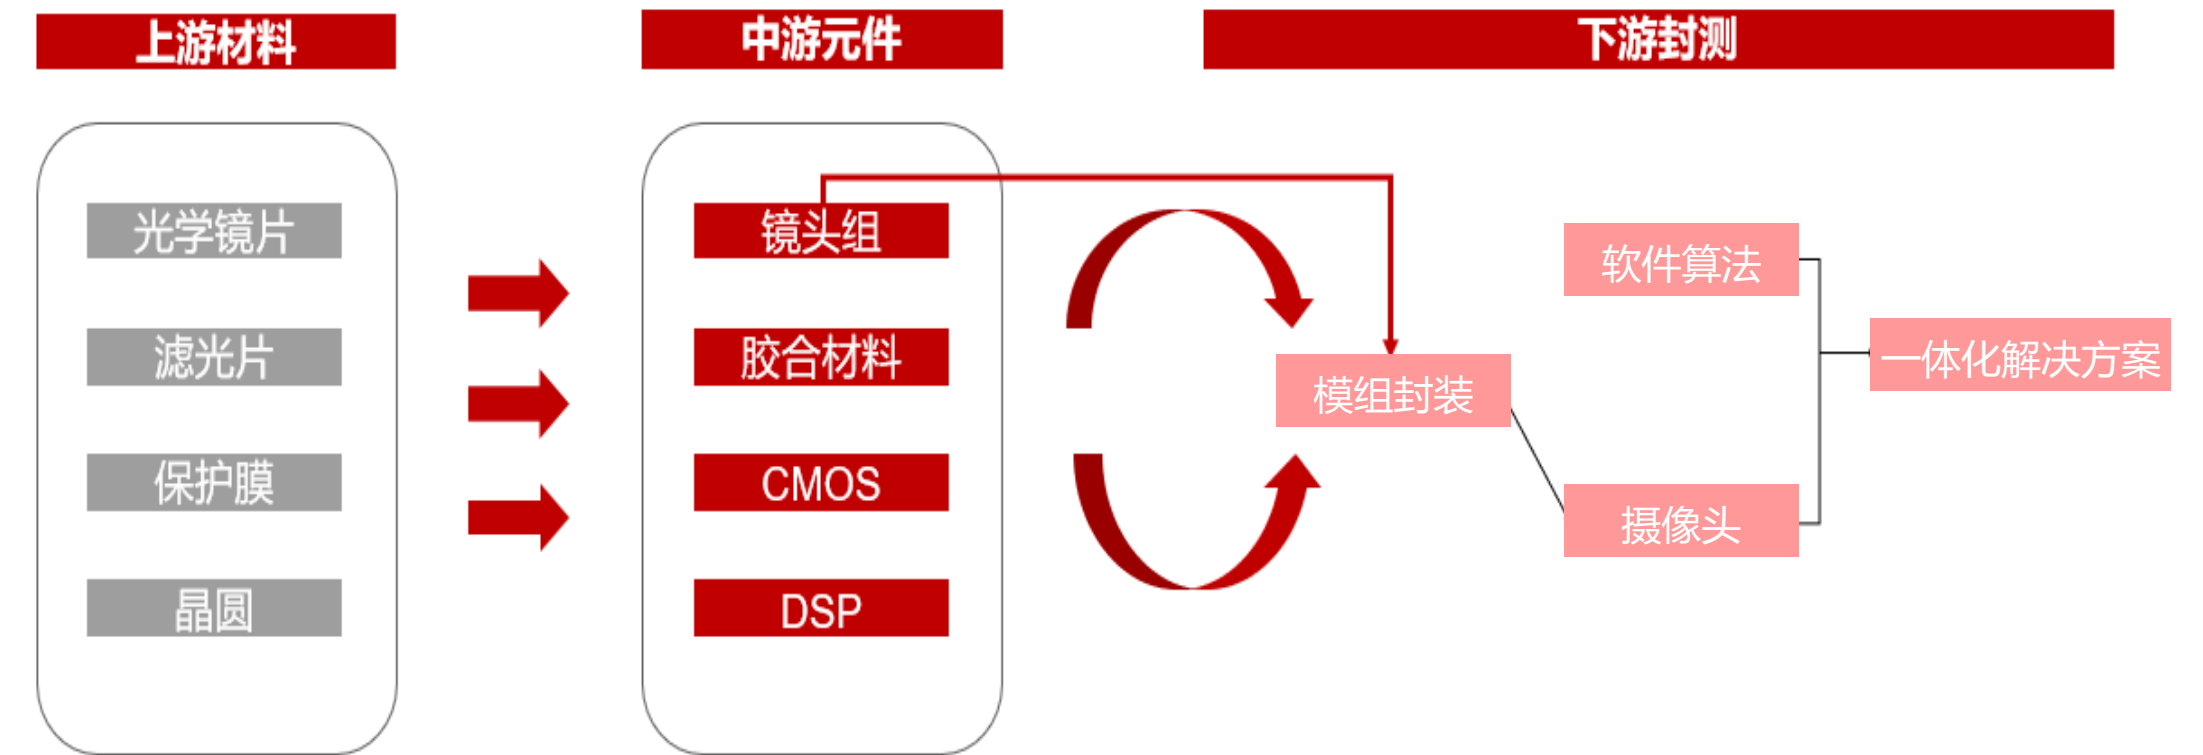 上游材料
中游元件
下游封测
光学镜片
滤光片
保护膜
晶圆
镜头组
胶合材料
CMOS
DSP
模组封装
软件算法
摄像头
一体化解决方案